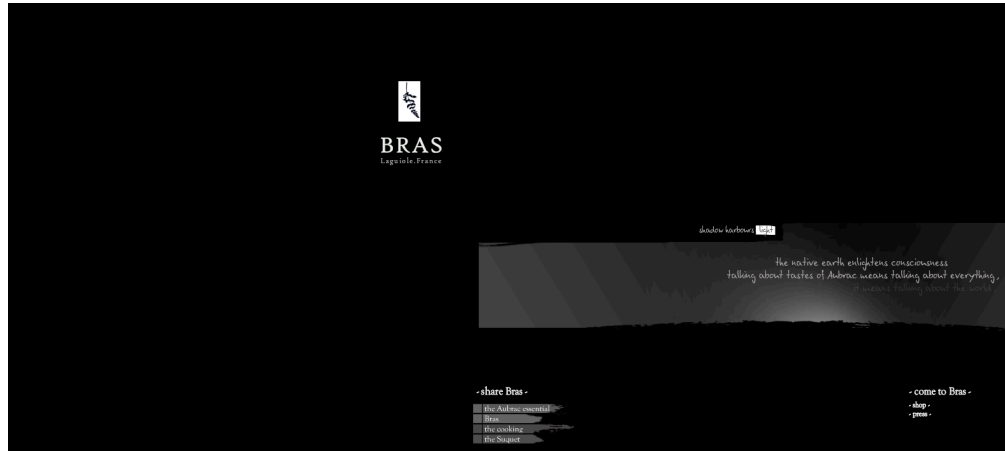 BRAS
Laguiole.France
shadow harbours light
the native earth enlightens consciousness
talking about tastes of Aubrac means talking about everything,
it means talking about the world
- share Bras -
the Aubrac essential
Bras
the cooking
the Suquet
- come to Bras -
- shop -
- press -